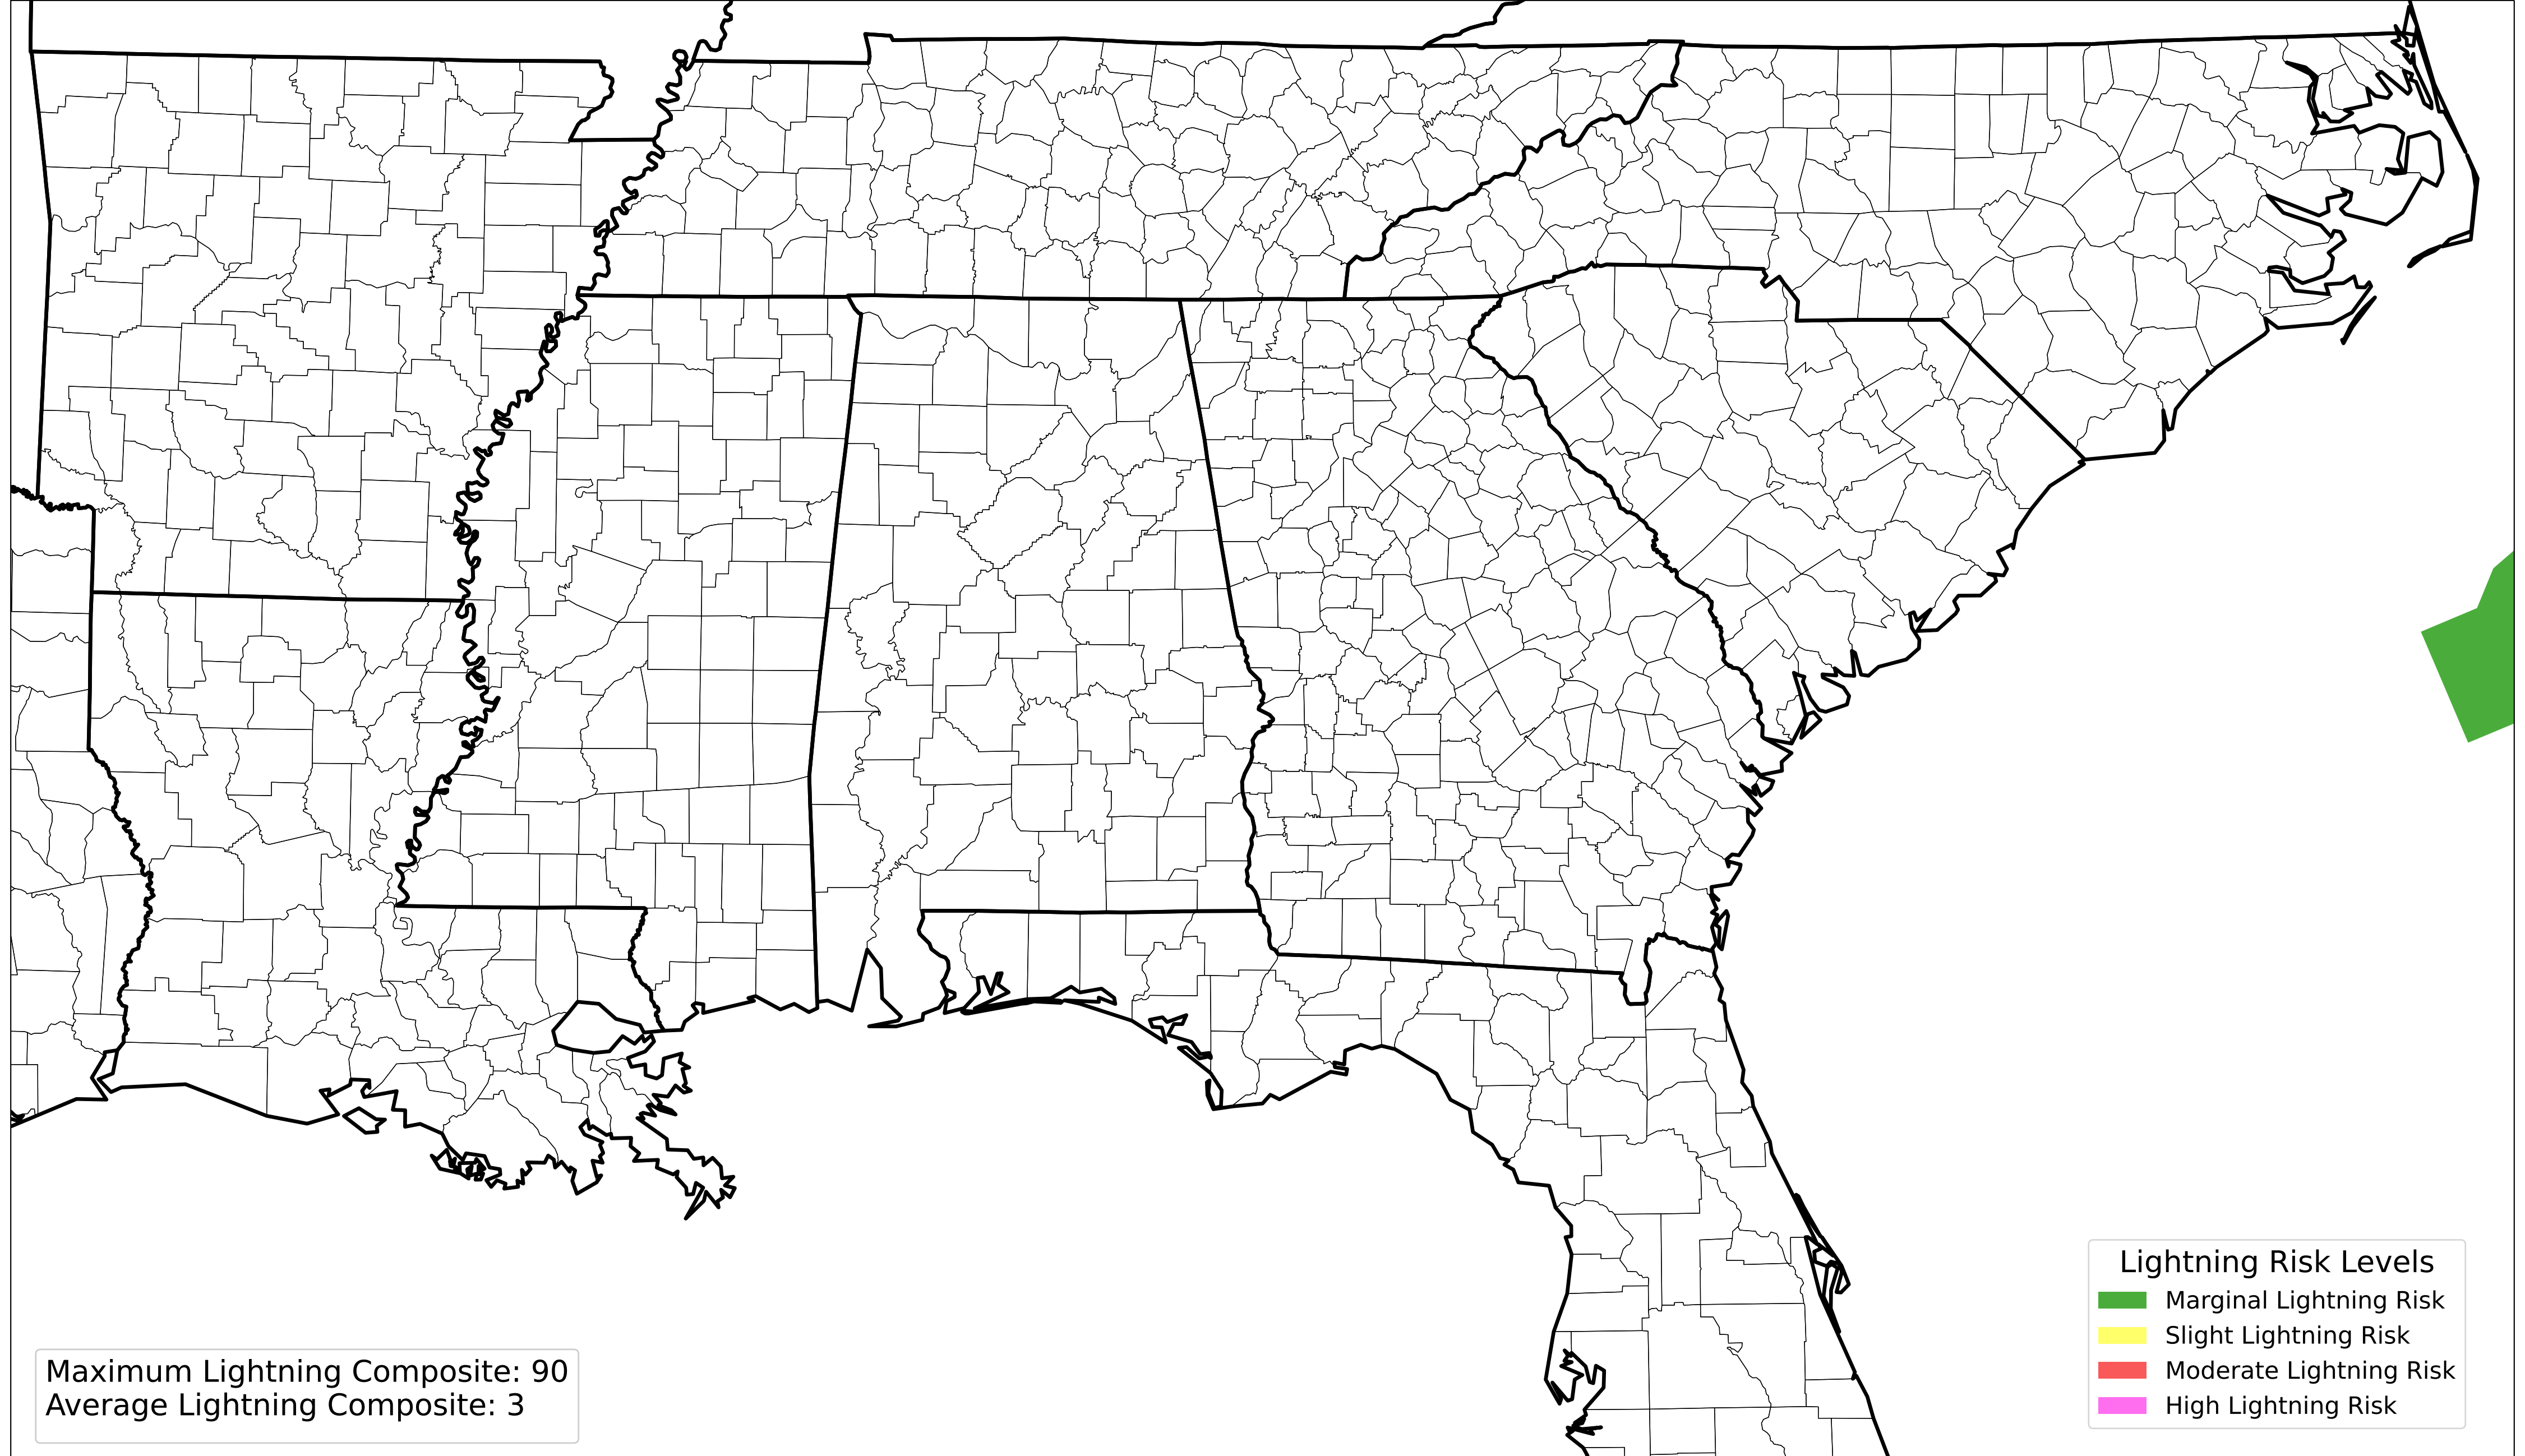 Maximum Lightning Composite: 90
Average Lightning Composite: 3
Lightning Risk Levels
Marginal Lightning Risk
Slight Lightning Risk
Moderate Lightning Risk
High Lightning Risk